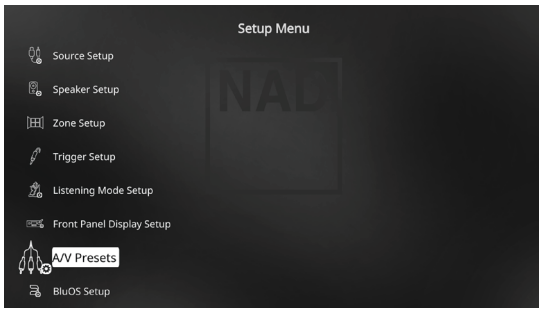 Setup Menu
Source Setup
Speaker Setup
NAD
Zone Setup
Trigger Setup
Listening Mode Setup
Front Panel Display Setup
A/V Presets
BluOS Setup